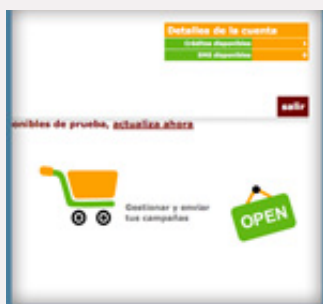 Detalles de la cuenta
Créditos disponibles
SMS disponibles
salir
onibles de prueba, actualiza ahora
Gestionar y enviar
tus campañas
OPEN